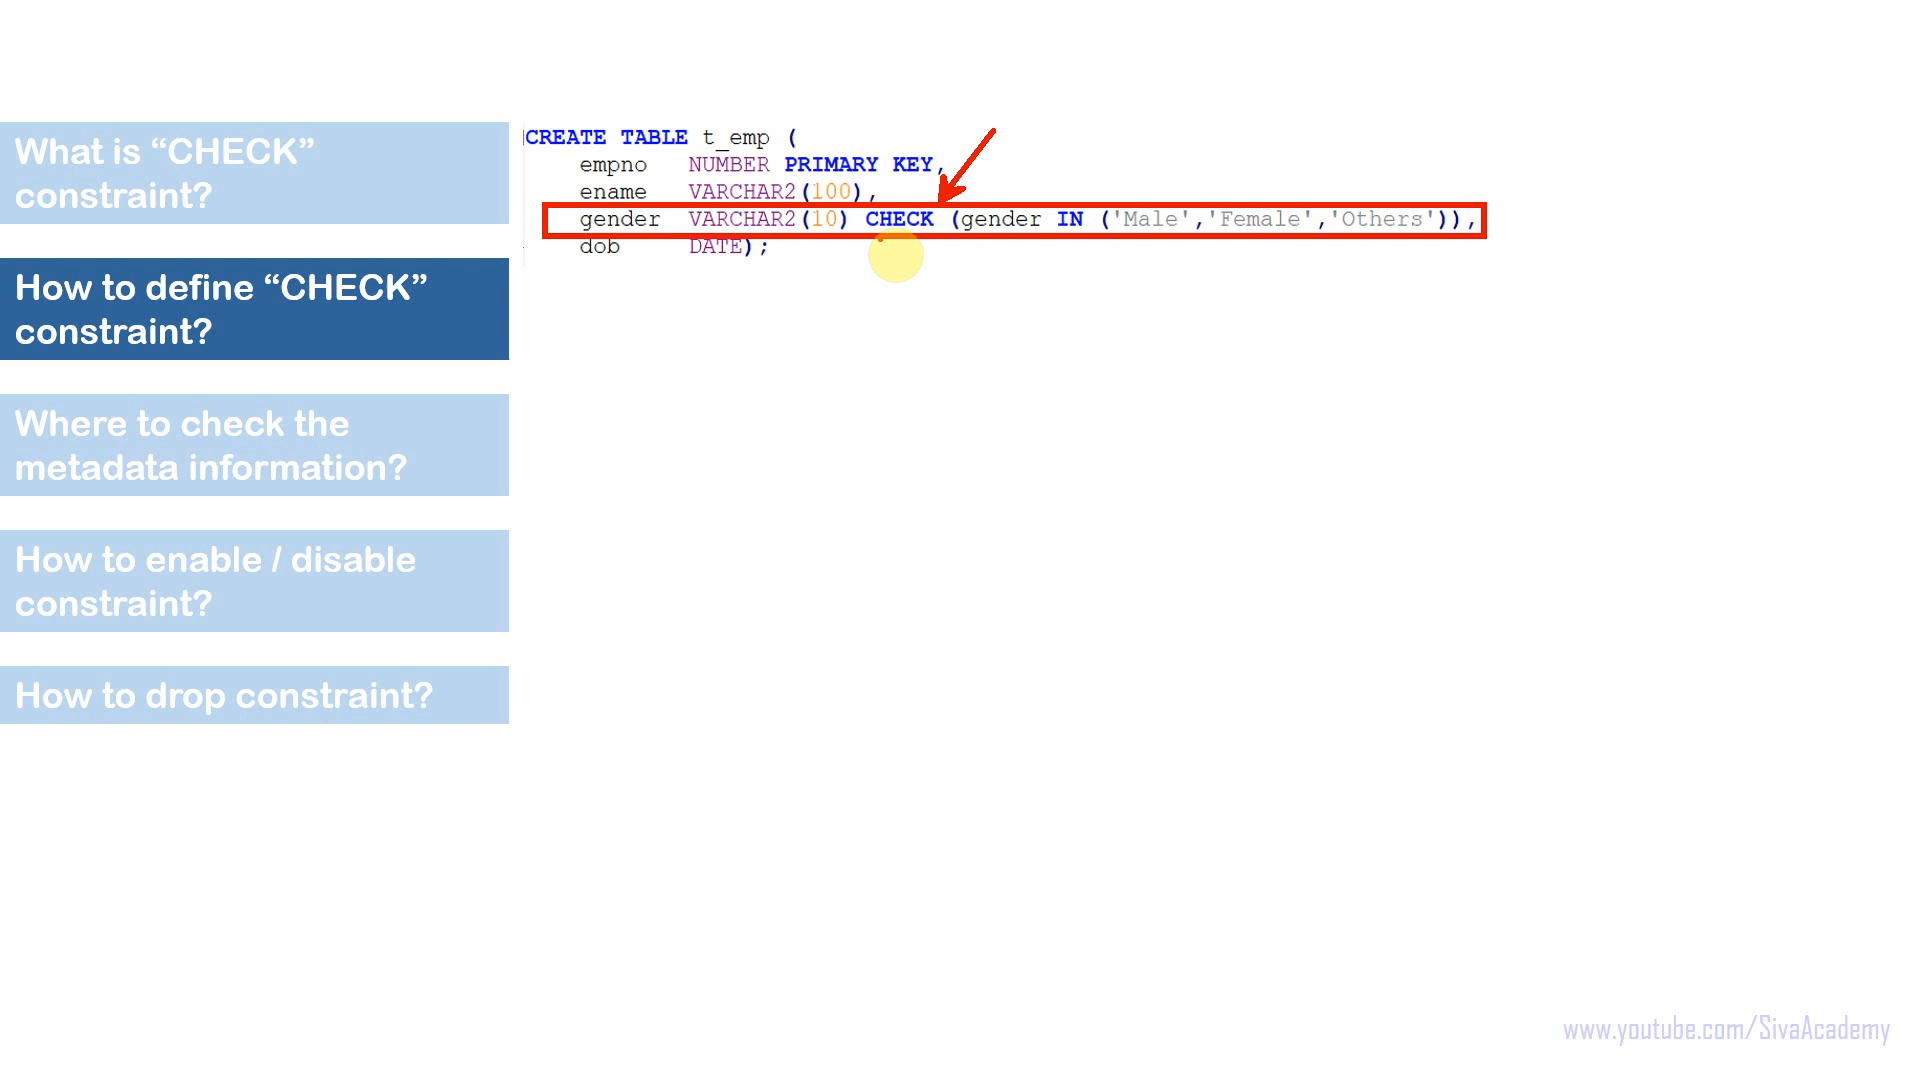 What is “CHECK”
constraint?
How to define “CHECK”
constraint?
Where to check the
metadata information?
How to enable / disable
constraint?
How to drop constraint?
CREATE TABLE t_emp (
    empno   NUMBER PRIMARY KEY,
    ename   VARCHAR2(100),
    gender  VARCHAR2(10) CHECK (gender IN ('Male','Female','Others')),
    dob     DATE);
www.youtube.com/SivaAcademy